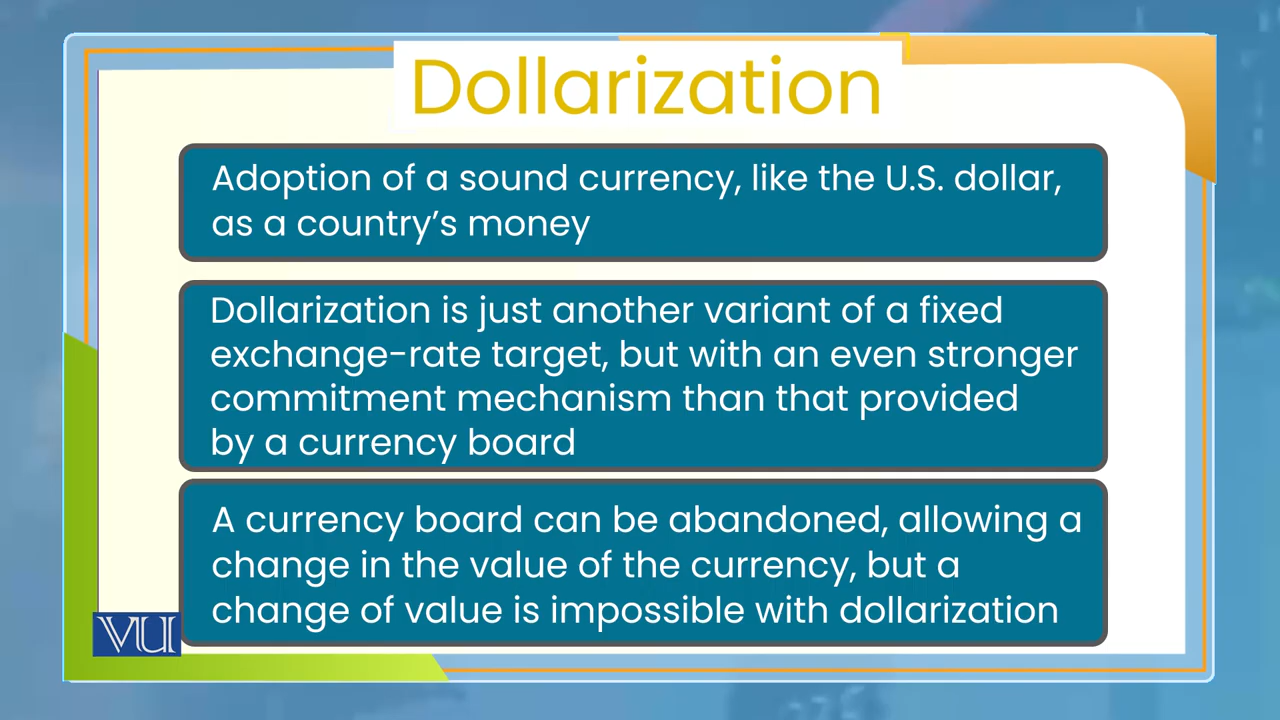 Dollarization
Adoption of a sound currency, like the U.S. dollar,
as a country's money
Dollarization is just another variant of a fixed
exchange-rate target, but with an even stronger
commitment mechanism than that provided
by a currency board
A currency board can be abandoned, allowing a
change in the value of the currency, but a
change of value is impossible with dollarization
VU